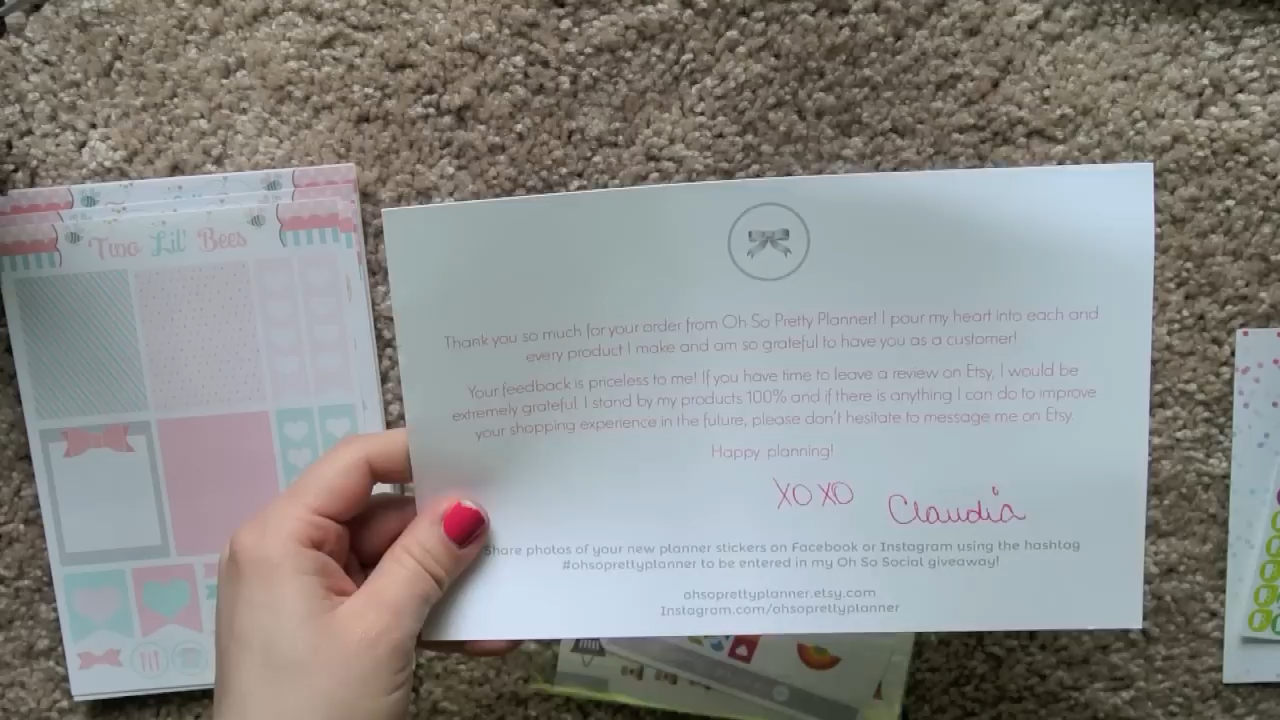 Two Lil' Bees
Thank you so much for your order from Oh So Pretty Planner! I pour my heart into each and
every product I make and am so grateful to have you as a customer!
Your feedback is priceless to me! If you have time to leave a review on Etsy, I would be
extremely grateful. I stand by my products 100% and if there is anything I can do to improve
your shopping experience in the future, please don't hesitate to message me on Etsy.
Happy planning!
XOXO Claudia
Share photos of your new planner stickers on Facebook or Instagram using the hashtag
#ohsoprettyplanner to be entered in my Oh So Social giveaway!
ohsoprettyplanner.etsy.com
Instagram.com/ohsoprettyplanner